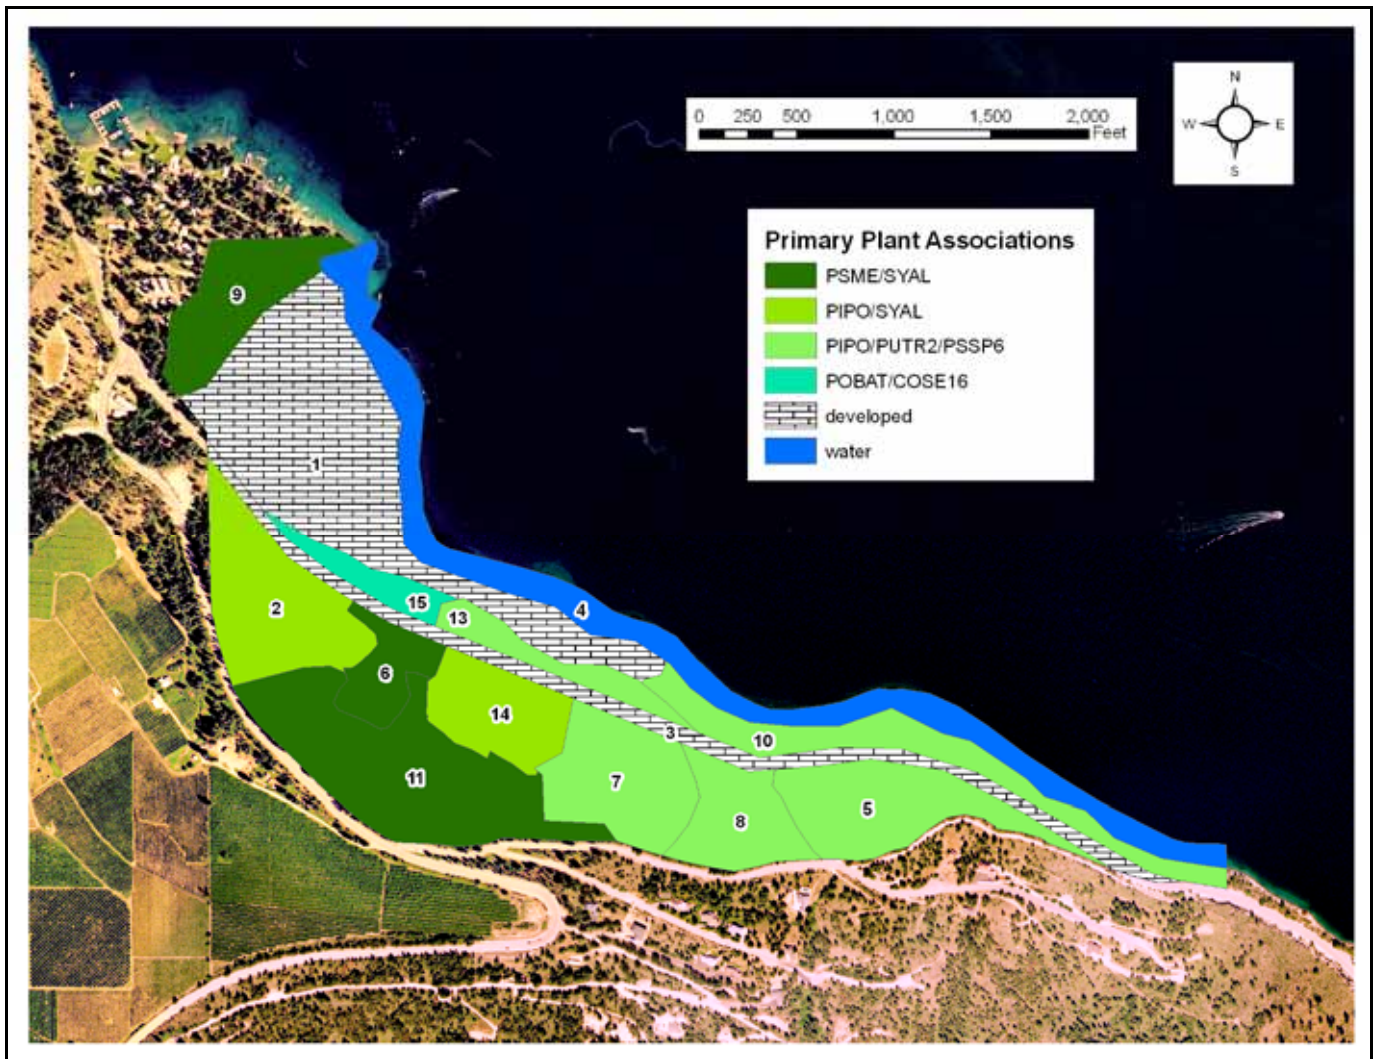 N
W E
S
0 250 500 1,000 1,500 2,000
Feet
Primary Plant Associations
PSME/SYAL
PIPO/SYAL
PIPO/PUTR2/PSSP6
POBAT/COSE16
developed
water
9
1
2
15
13
4
6
14
3
10
11
7
8
5